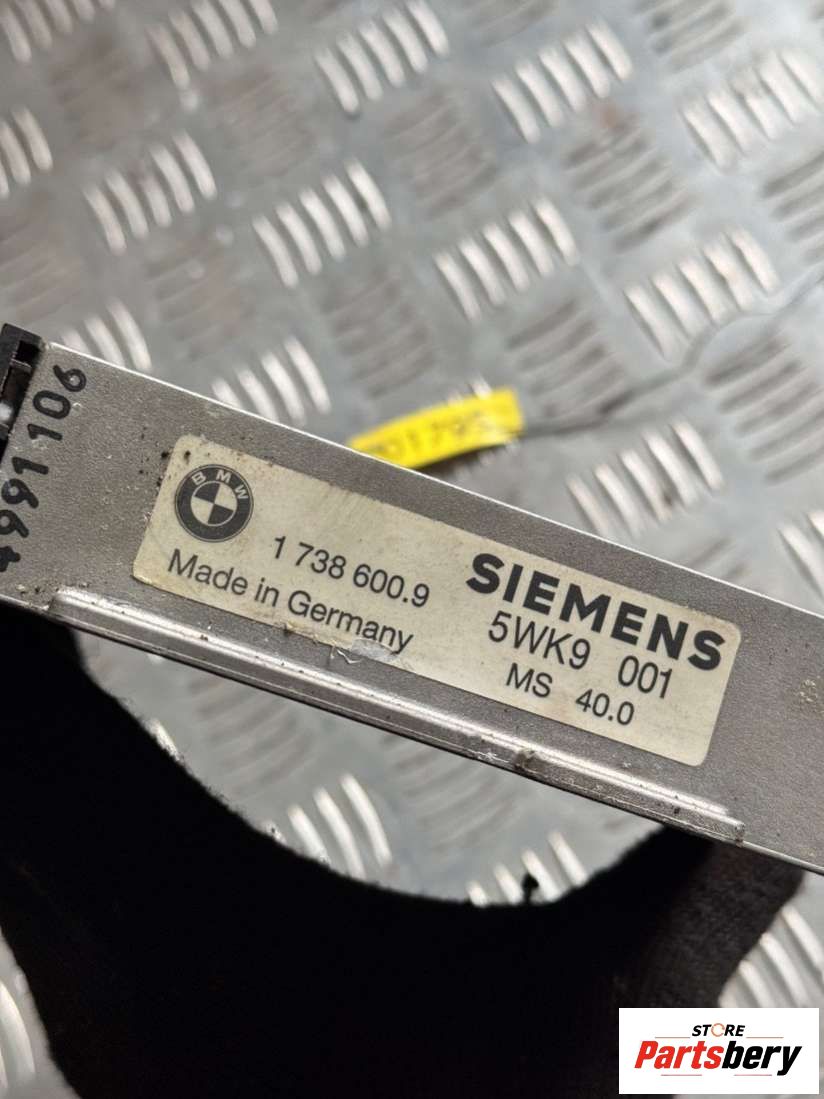 4991106
BMW
1 738 600.9
Made in Germany
SIEMENS
5WK9 001
MS 40.0
STORE
Partsbery